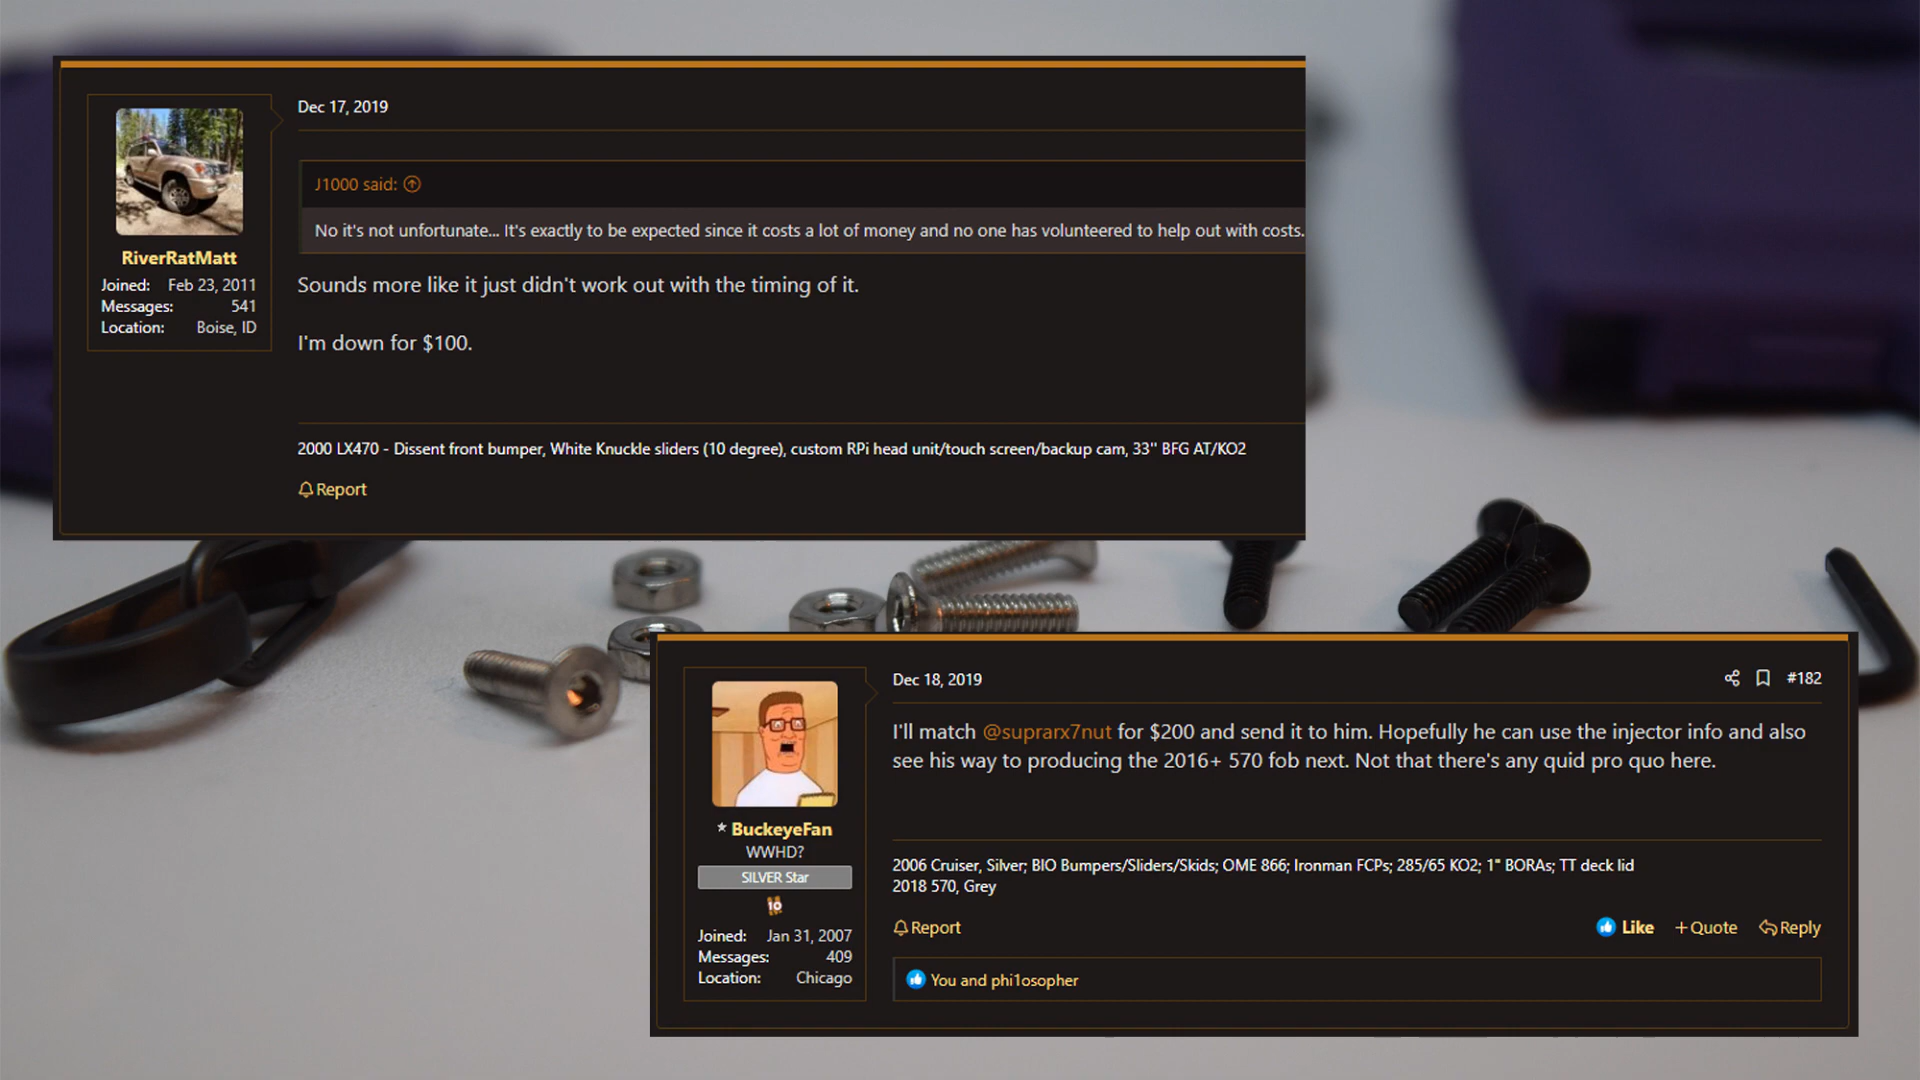 Dec 17, 2019
J1000 said:
No it's not unfortunate... It's exactly to be expected since it costs a lot of money and no one has volunteered to help out with costs.
RiverRatMatt
Joined: Feb 23, 2011
Messages: 541
Location: Boise, ID
Sounds more like it just didn't work out with the timing of it.
I'm down for $100.
2000 LX470 - Dissent front bumper, White Knuckle sliders (10 degree), custom RPi head unit/touch screen/backup cam, 33" BFG AT/KO2
Report
Dec 18, 2019
#182
I'll match @suprarx7nut for $200 and send it to him. Hopefully he can use the injector info and also
see his way to producing the 2016+ 570 fob next. Not that there's any quid pro quo here.
* BuckeyeFan
WWHD?
SILVER Star
10
Joined: Jan 31, 2007
Messages: 409
Location: Chicago
2006 Cruiser, Silver; BIO Bumpers/Sliders/Skids; OME 866; Ironman FCPs; 285/65 KO2; 1" BORAs; TT deck lid
2018 570, Grey
Report
Like +Quote Reply
You and phi1osopher